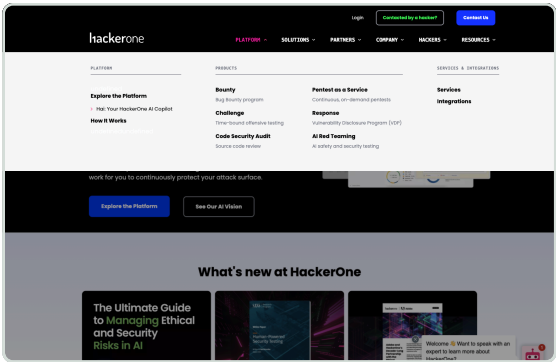 Login
Contacted by a hacker?
Contact Us
hackerone
PLATFORM
SOLUTIONS
PARTNERS
COMPANY
HACKERS
RESOURCES
PLATFORM
Explore the Platform
Hai: Your HackerOne AI Copilot
How It Works
PRODUCTS
Bounty
Bug Bounty program
Challenge
Time-bound offensive testing
Code Security Audit
Source code review
Pentest as a Service
Continuous, on-demand pentests
Response
Vulnerability Disclosure Program (VDP)
AI Red Teaming
AI safety and security testing
SERVICES & INTEGRATIONS
Services
Integrations
work for you to continuously protect your attack surface.
Explore the Platform
See Our AI Vision
What's new at HackerOne
The Ultimate Guide
to Managing Ethical
and Security
Risks in AI
Human-Powered
Security Testing
Welcome 👋 Want to speak with an
expert to learn more about
HackerOne?